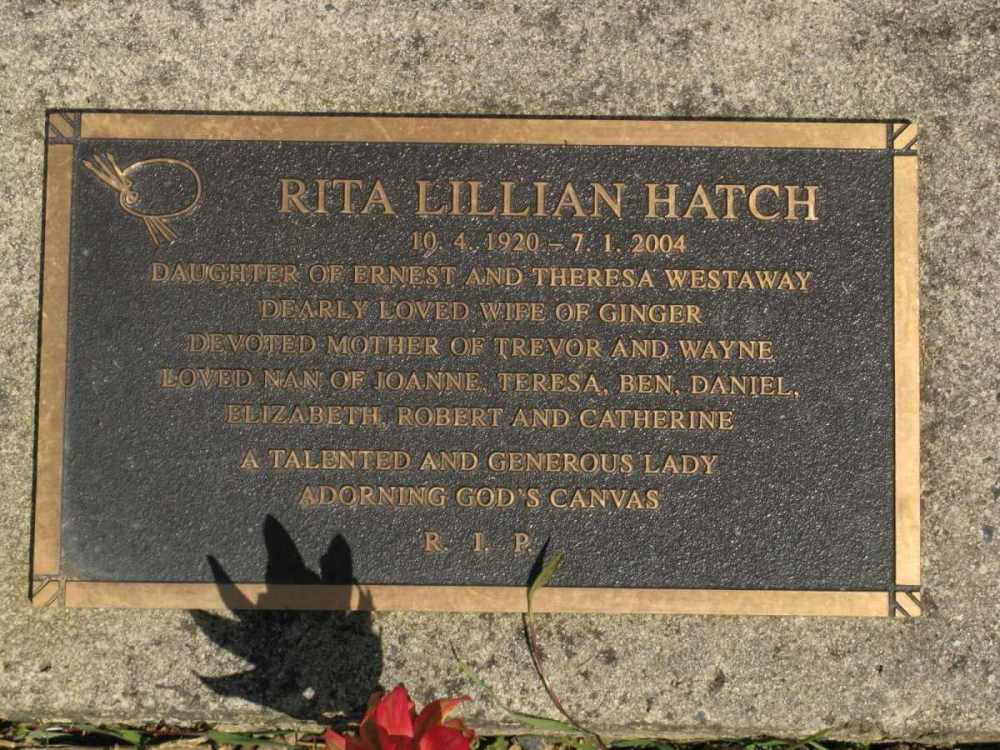 RITA LILLIAN HATCH
10. 4. 1920 – 7. 1. 2004
DAUGHTER OF ERNEST AND THERESA WESTAWAY
DEARLY LOVED WIFE OF GINGER
DEVOTED MOTHER OF TREVOR AND WAYNE
LOVED NAN OF JOANNE, TERESA, BEN, DANIEL,
ELIZABETH, ROBERT AND CATHERINE
A TALENTED AND GENEROUS LADY
ADORNING GOD'S CANVAS
R. I. P.